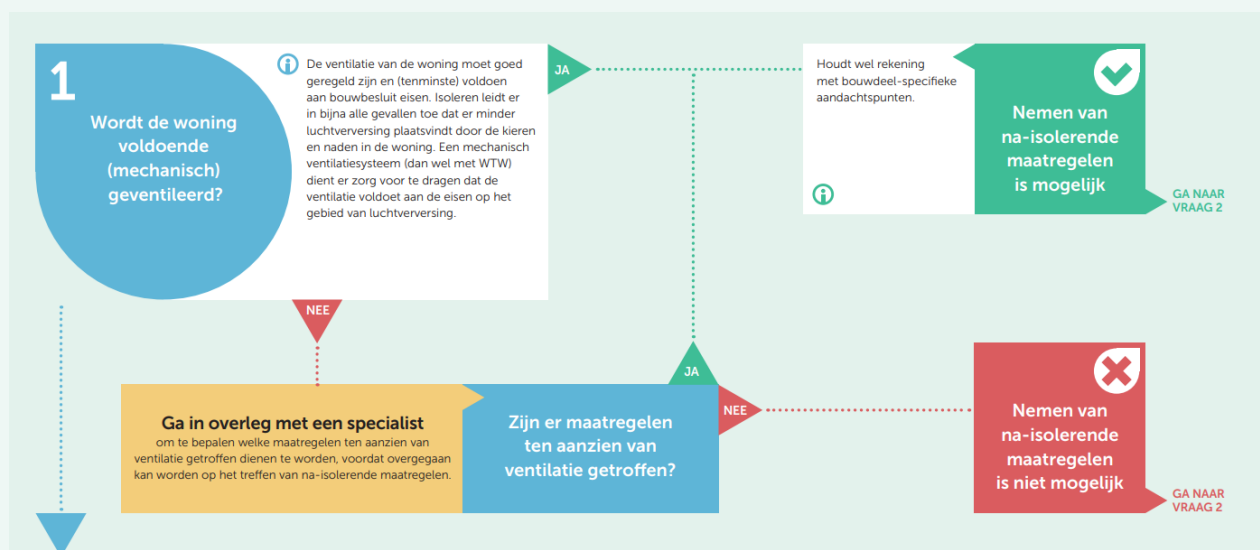 1
Wordt de woning
voldoende
(mechanisch)
geventileerd?
De ventilatie van de woning moet goed
geregeld zijn en (tenminste) voldoen
aan bouwbesluit eisen. Isoleren leidt er
in bijna alle gevallen toe dat er minder
luchtverversing plaatsvindt door de kieren
en naden in de woning. Een mechanisch
ventilatiesysteem (dan wel met WTW)
dient er zorg voor te dragen dat de
ventilatie voldoet aan de eisen op het
gebied van luchtverversing.
JA
Houdt wel rekening
met bouwdeel-specifieke
aandachtspunten.
Nemen van
na-isolerende
maatregelen
is mogelijk
GA NAAR
VRAAG 2
NEE
Ga in overleg met een specialist
om te bepalen welke maatregelen ten aanzien van
ventilatie getroffen dienen te worden, voordat overgegaan
kan worden op het treffen van na-isolerende maatregelen.
Zijn er maatregelen
ten aanzien van
ventilatie getroffen?
JA
NEE
Nemen van
na-isolerende
maatregelen
is niet mogelijk
GA NAAR
VRAAG 2